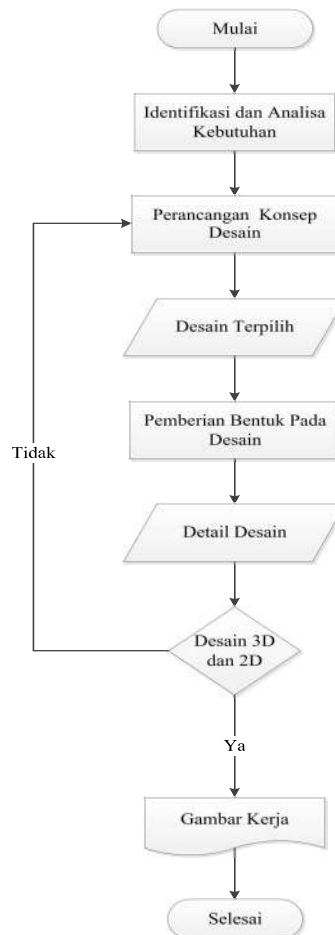 Mulai
Identifikasi dan Analisa
Kebutuhan
Perancangan Konsep
Desain
Desain Terpilih
Pemberian Bentuk Pada
Desain
Tidak
Detail Desain
Desain 3D
dan 2D
Ya
Gambar Kerja
Selesai